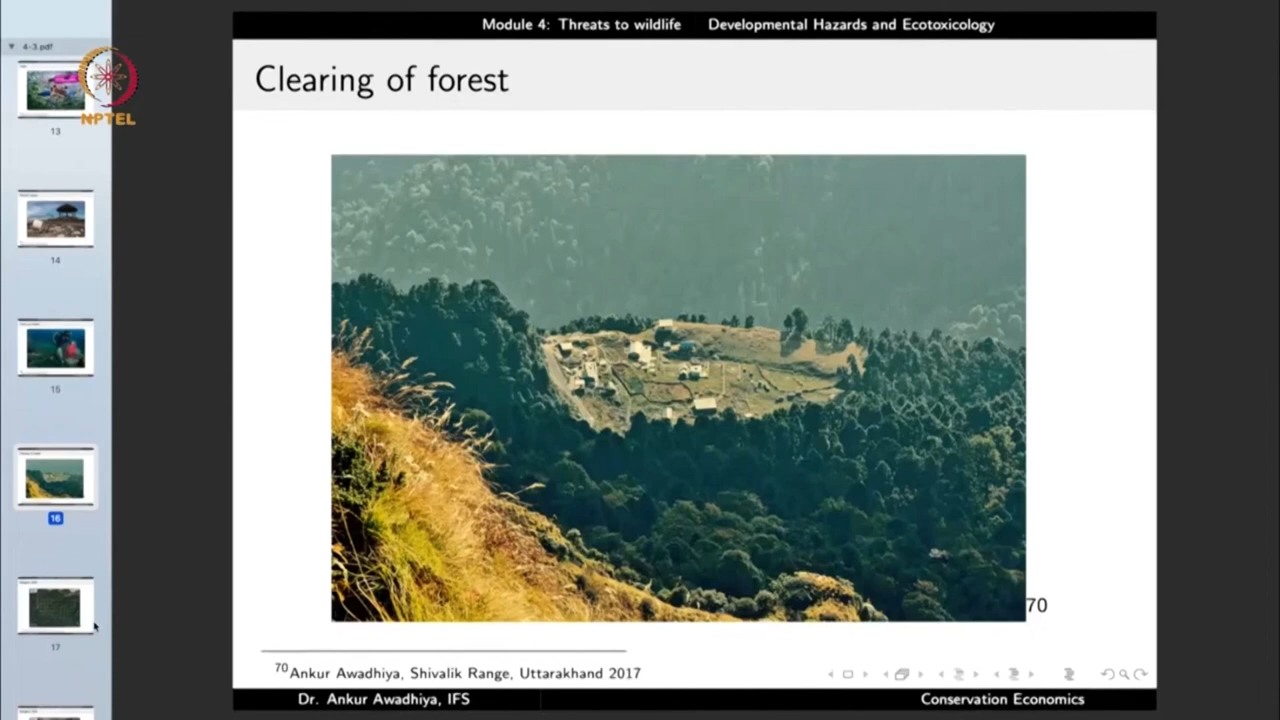 Module 4: Threats to wildlife Developmental Hazards and Ecotoxicology
4-3.pdf
NPTEL
Clearing of forest
13
14
15
16
17
70
70Ankur Awadhiya, Shivalik Range, Uttarakhand 2017
Dr. Ankur Awadhiya, IFS Conservation Economics